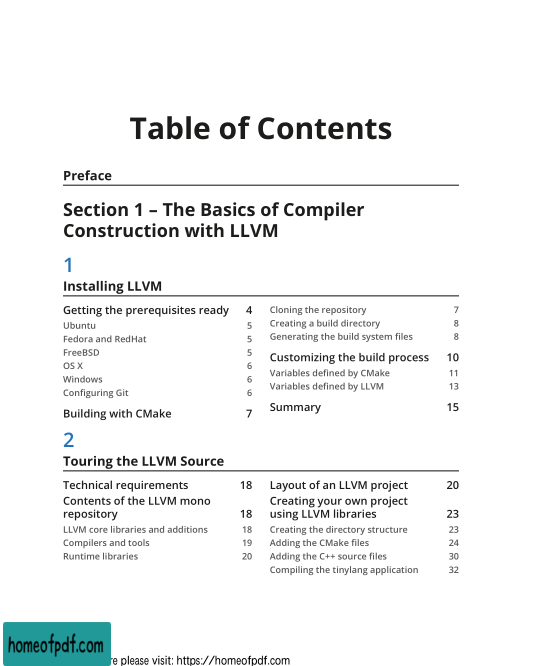 Table of Contents
Preface
Section 1 – The Basics of Compiler
Construction with LLVM
1
Installing LLVM
Getting the prerequisites ready 4
Ubuntu 5
Fedora and RedHat 5
FreeBSD 5
OS X 6
Windows 6
Configuring Git 6
Building with CMake 7
Cloning the repository 7
Creating a build directory 8
Generating the build system files 8
Customizing the build process 10
Variables defined by CMake 11
Variables defined by LLVM 13
Summary 15
2
Touring the LLVM Source
Technical requirements 18
Contents of the LLVM mono
repository 18
LLVM core libraries and additions 18
Compilers and tools 19
Runtime libraries 20
Layout of an LLVM project 20
Creating your own project
using LLVM libraries 23
Creating the directory structure 23
Adding the CMake files 24
Adding the C++ source files 30
Compiling the tinylang application 32
homeofpdf.com
re please visit: https://homeofpdf.com